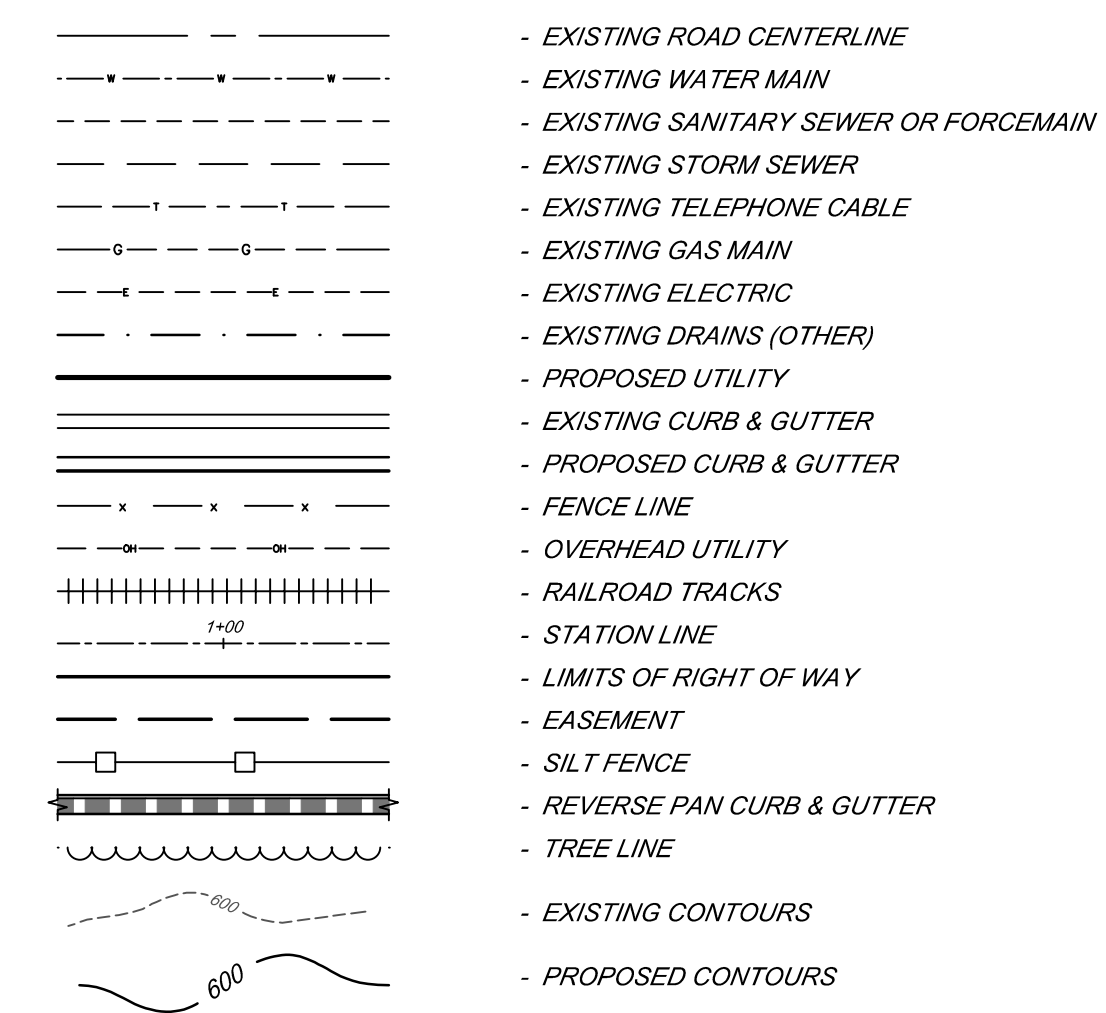 - EXISTING ROAD CENTERLINE
W W W - EXISTING WATER MAIN
- EXISTING SANITARY SEWER OR FORCEMAIN
- EXISTING STORM SEWER
T T - EXISTING TELEPHONE CABLE
G G - EXISTING GAS MAIN
E E - EXISTING ELECTRIC
- EXISTING DRAINS (OTHER)
- PROPOSED UTILITY
- EXISTING CURB & GUTTER
- PROPOSED CURB & GUTTER
X X X - FENCE LINE
OH OH - OVERHEAD UTILITY
- RAILROAD TRACKS
1+00 - STATION LINE
- LIMITS OF RIGHT OF WAY
- EASEMENT
- SILT FENCE
- REVERSE PAN CURB & GUTTER
- TREE LINE
600 - EXISTING CONTOURS
600 - PROPOSED CONTOURS